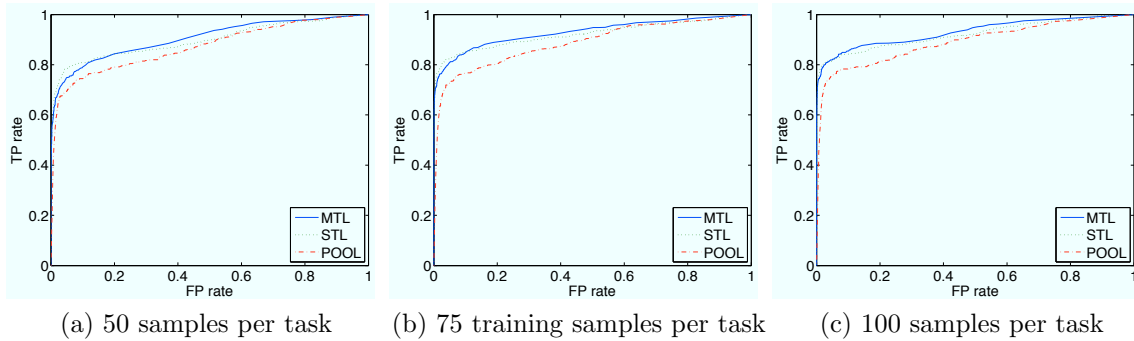 1
0.8
0.6
0.4
0.2
0
TP rate
MTL
STL
POOL
0 0.2 0.4 0.6 0.8 1
FP rate
(a) 50 samples per task
1
0.8
0.6
0.4
0.2
0
TP rate
MTL
STL
POOL
0 0.2 0.4 0.6 0.8 1
FP rate
(b) 75 training samples per task
1
0.8
0.6
0.4
0.2
0
TP rate
MTL
STL
POOL
0 0.2 0.4 0.6 0.8 1
FP rate
(c) 100 samples per task